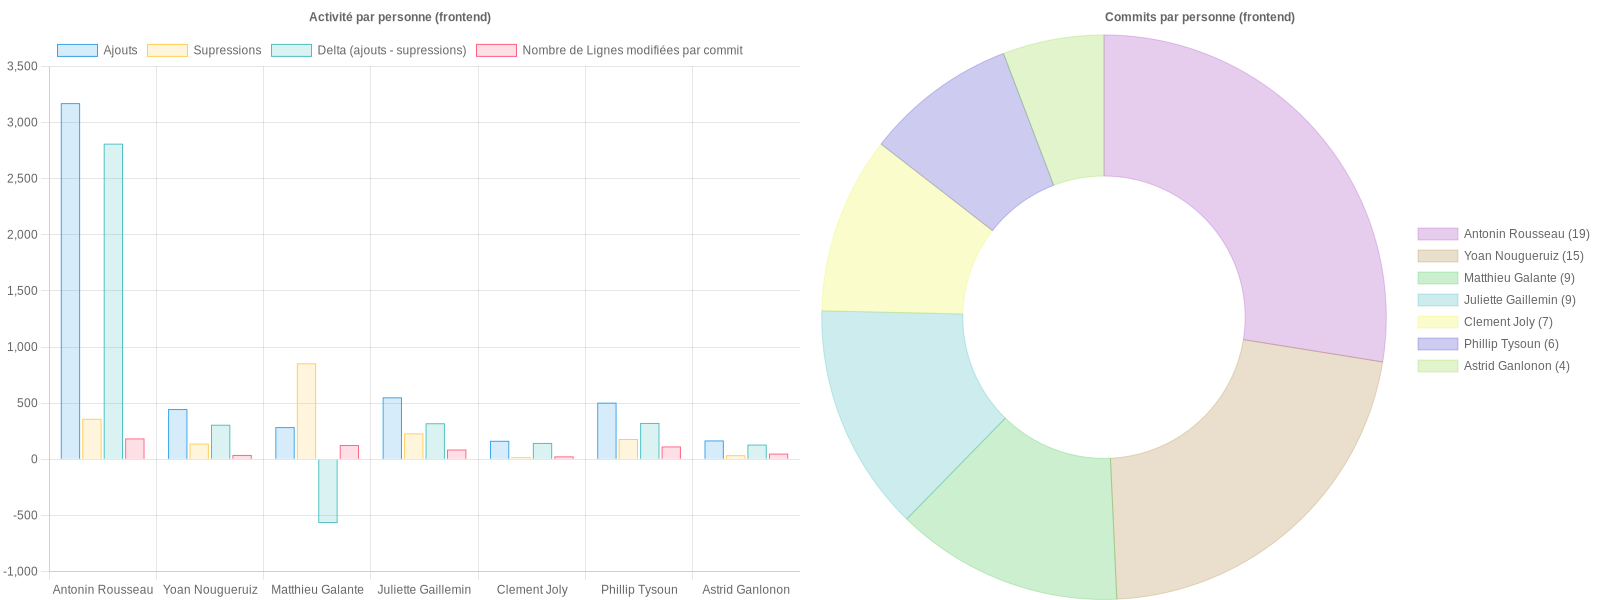 Activité par personne (frontend)
Ajouts
Supressions
Delta (ajouts - supressions)
Nombre de Lignes modifiées par commit
3,500
3,000
2,500
2,000
1,500
1,000
500
0
-500
-1,000
Antonin Rousseau
Yoan Nougueruiz
Matthieu Galante
Juliette Gaillemin
Clement Joly
Phillip Tysoun
Astrid Ganlonon
Commits par personne (frontend)
Antonin Rousseau (19)
Yoan Nougueruiz (15)
Matthieu Galante (9)
Juliette Gaillemin (9)
Clement Joly (7)
Phillip Tysoun (6)
Astrid Ganlonon (4)